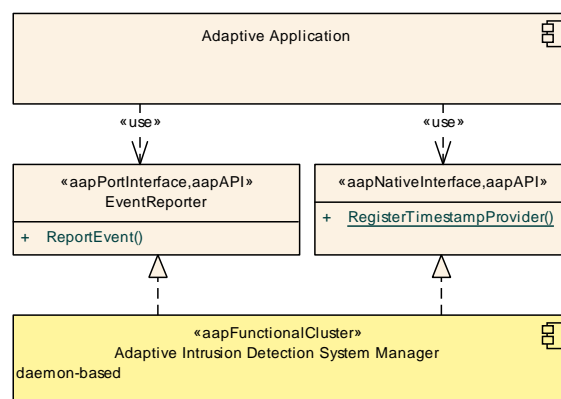 Adaptive Application
«use»
«use»
«aapPortInterface,aapAPI»
EventReporter
+ ReportEvent()
«aapNativeInterface,aapAPI»
+ RegisterTimestampProvider()
«aapFunctionalCluster»
Adaptive Intrusion Detection System Manager
daemon-based